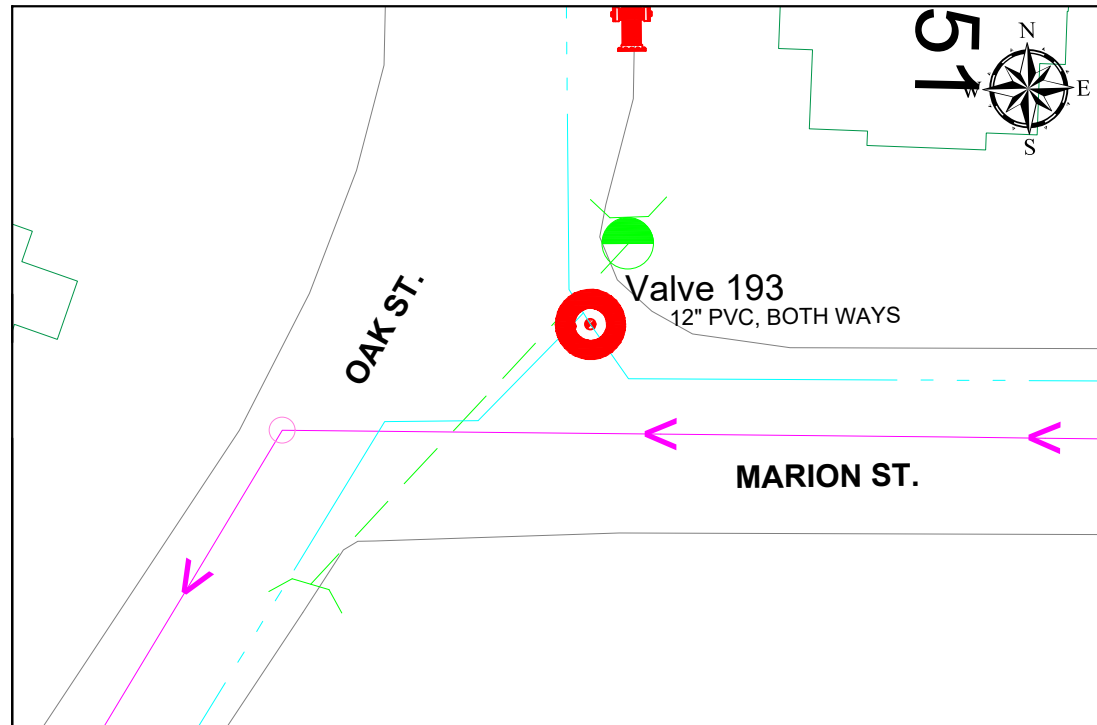 51
N
W
E
S
Valve 193
12" PVC, BOTH WAYS
OAK ST.
MARION ST.